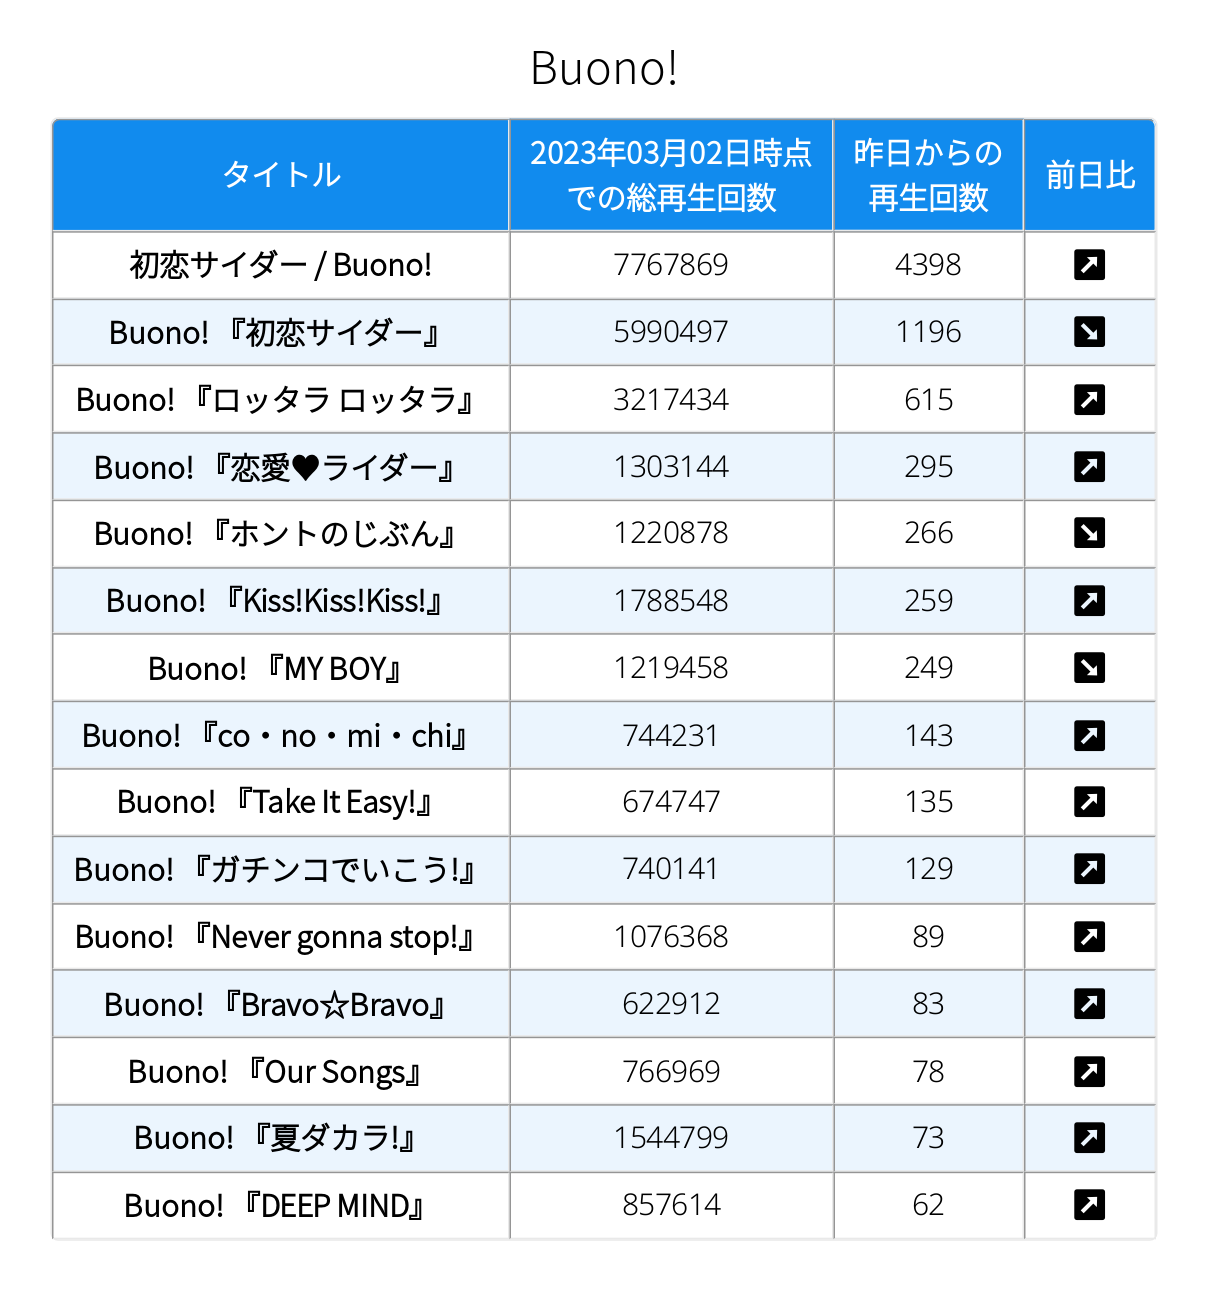 Buono!
タイトル 2023年03月02日時点での総再生回数 昨日からの再生回数 前日比
初恋サイダー / Buono! 7767869 4398 ↗
Buono! 『初恋サイダー』 5990497 1196 ↘
Buono! 『ロッタラ ロッタラ』 3217434 615 ↗
Buono! 『恋愛♥ライダー』 1303144 295 ↗
Buono! 『ホントのじぶん』 1220878 266 ↘
Buono! 『Kiss!Kiss!Kiss!』 1788548 259 ↗
Buono! 『MY BOY』 1219458 249 ↘
Buono! 『co・no・mi・chi』 744231 143 ↗
Buono! 『Take It Easy!』 674747 135 ↗
Buono! 『ガチンコでいこう!』 740141 129 ↗
Buono! 『Never gonna stop!』 1076368 89 ↗
Buono! 『Bravo☆Bravo』 622912 83 ↗
Buono! 『Our Songs』 766969 78 ↗
Buono! 『夏ダカラ!』 1544799 73 ↗
Buono! 『DEEP MIND』 857614 62 ↗